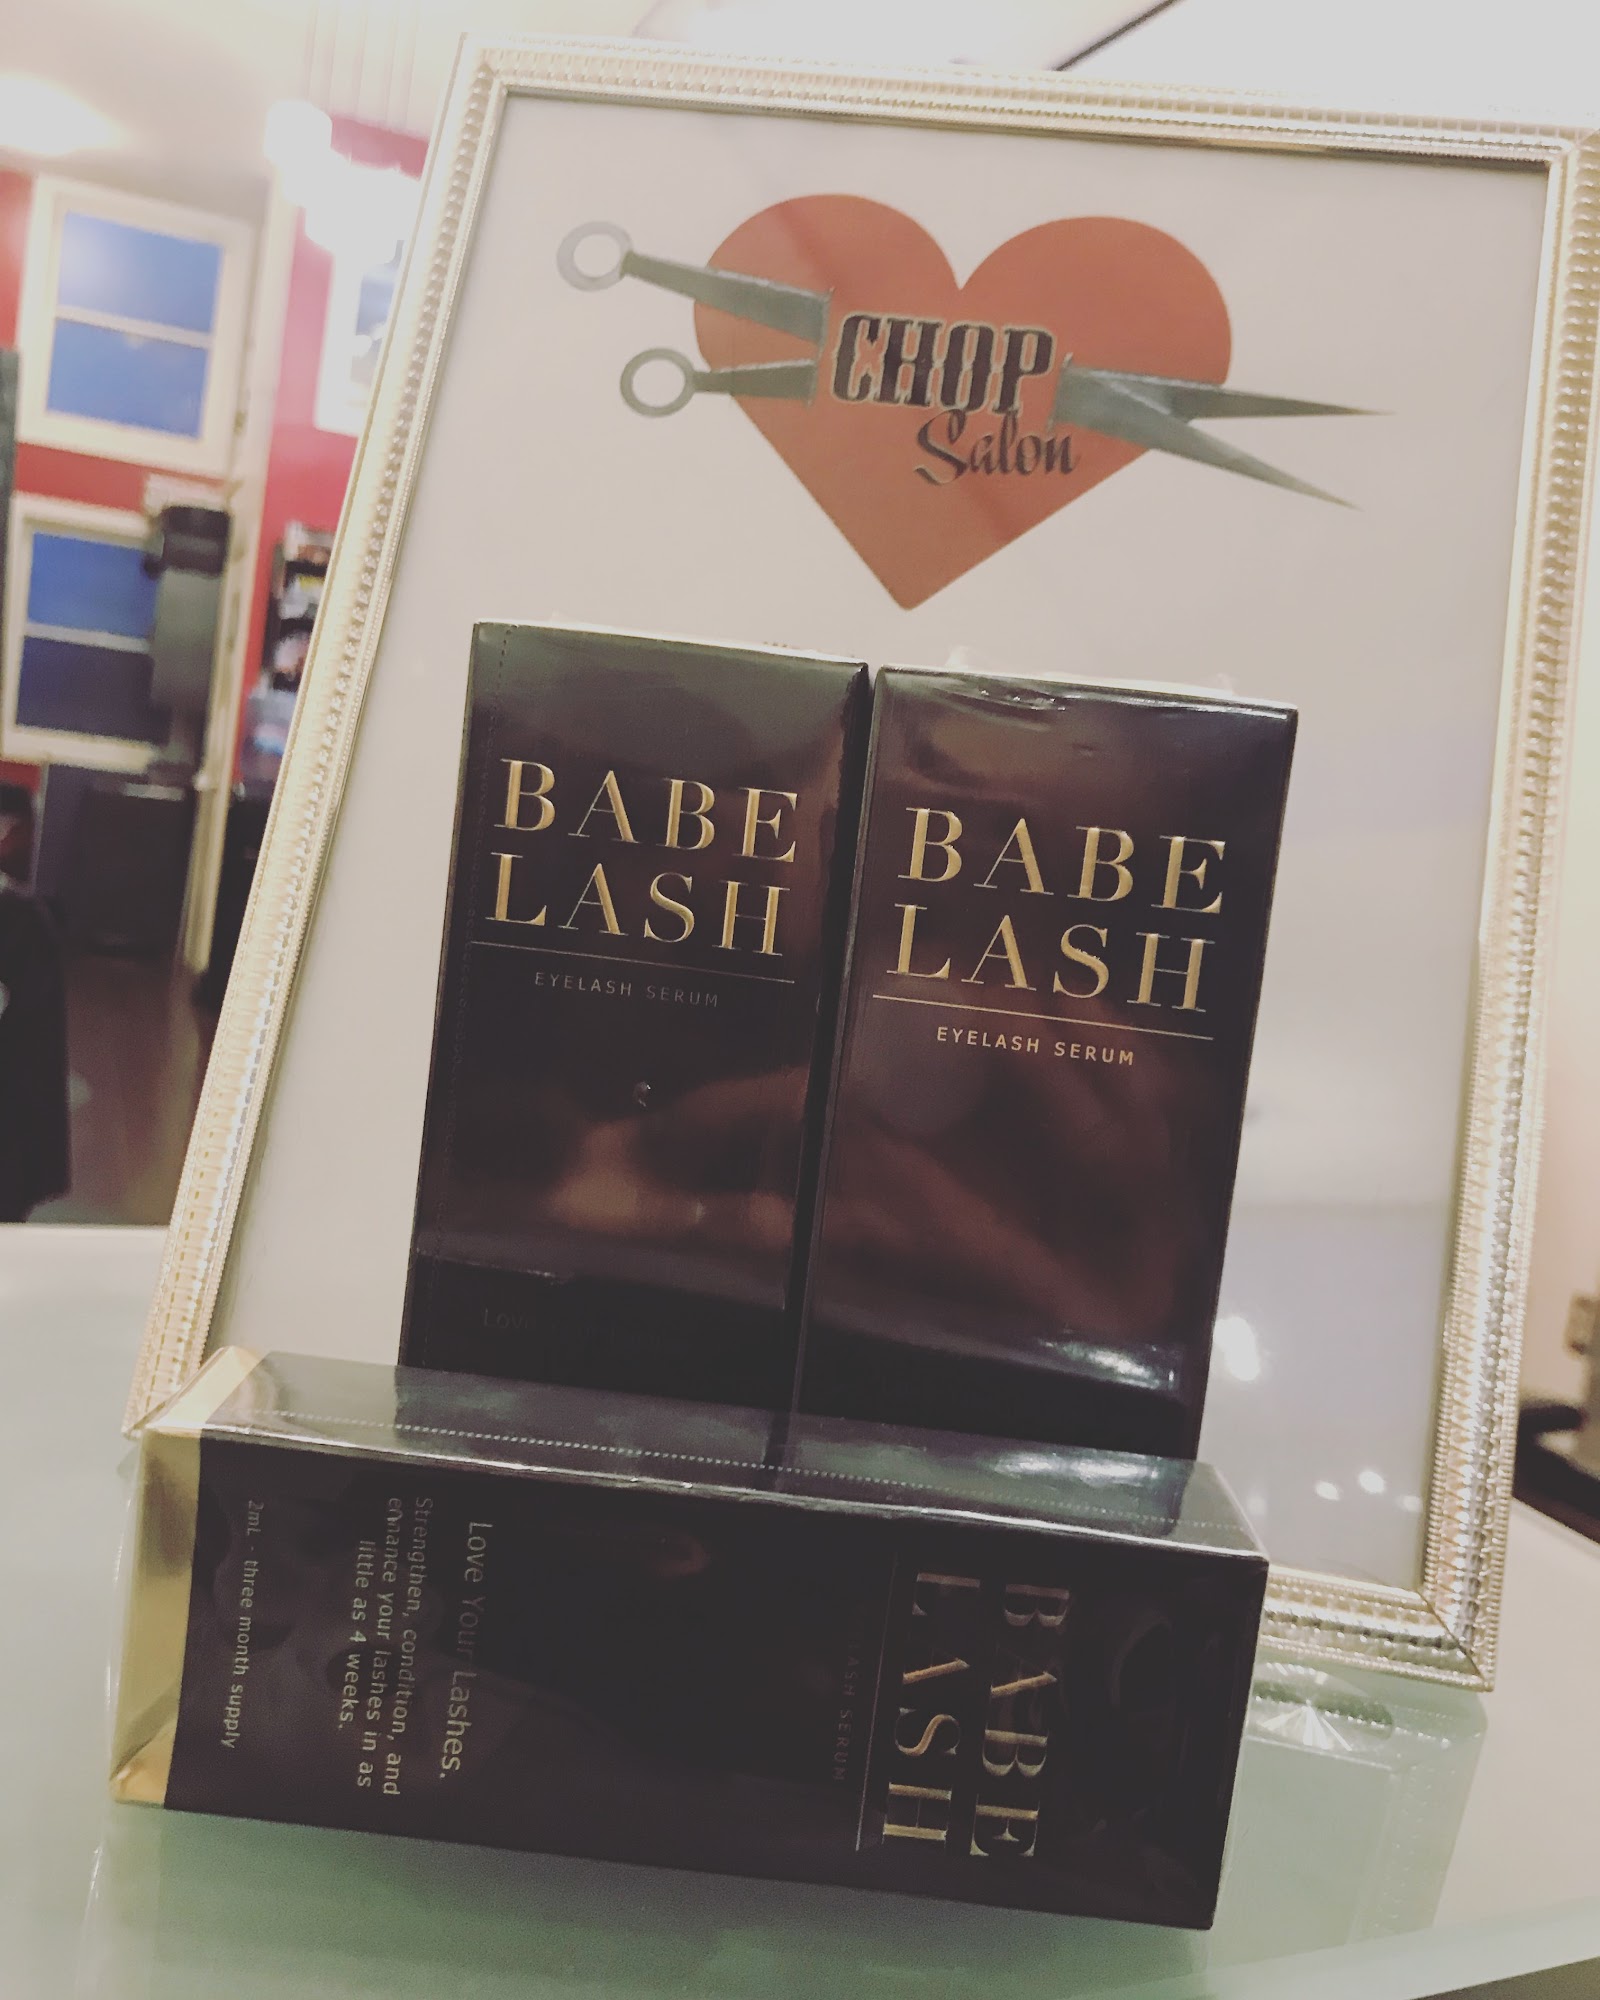 CHOP
Salon
BABE
LASH
EYELASH SERUM
BABE
LASH
EYELASH SERUM
BABE
LASH
ASH SERUM
Love Your Lashes.
Strengthen, condition, and
enhance your lashes in as
little as 4 weeks.
2mL - three month supply